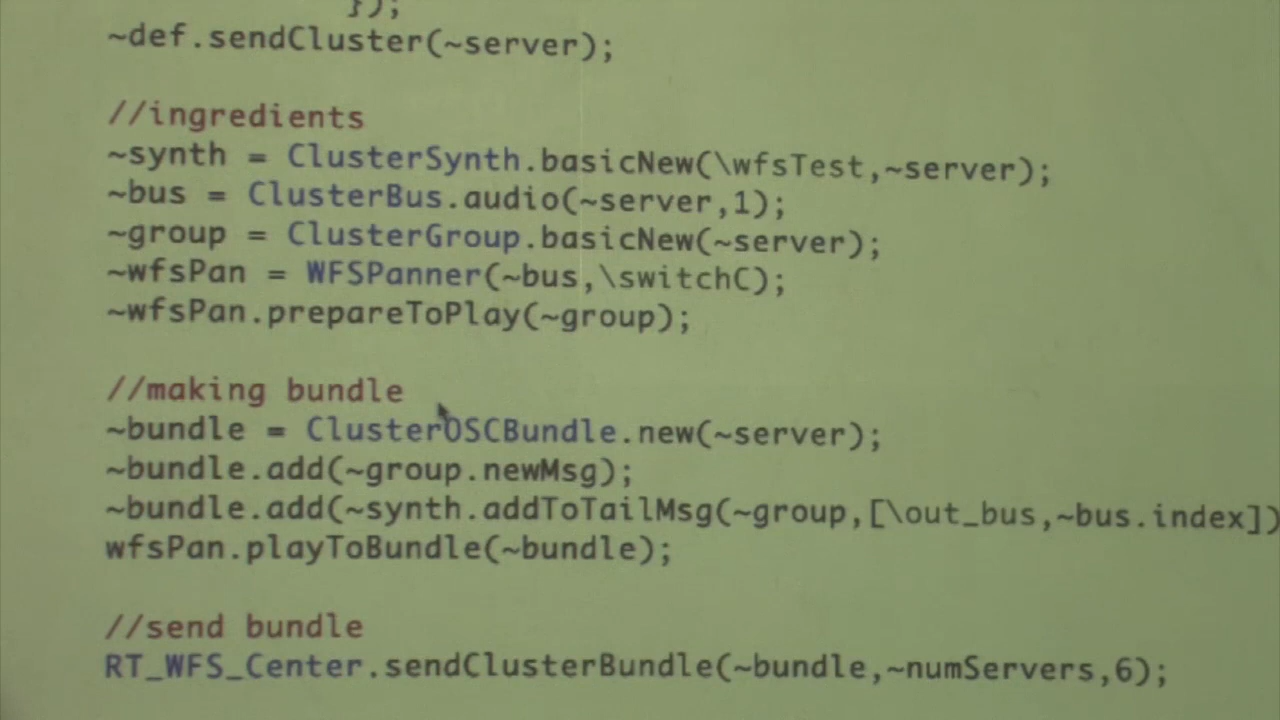 });
~def.sendCluster(~server);
//ingredients
~synth = ClusterSynth.basicNew(\wfsTest,~server);
~bus = ClusterBus.audio(~server,1);
~group = ClusterGroup.basicNew(~server);
~wfsPan = WFSPanner(~bus,\switchC);
~wfsPan.prepareToPlay(~group);
//making bundle
~bundle = ClusterOSCBundle.new(~server);
~bundle.add(~group.newMsg);
~bundle.add(~synth.addToTailMsg(~group,[\out_bus,~bus.index])
wfsPan.playToBundle(~bundle);
//send bundle
RT_WFS_Center.sendClusterBundle(~bundle,~numServers,6);